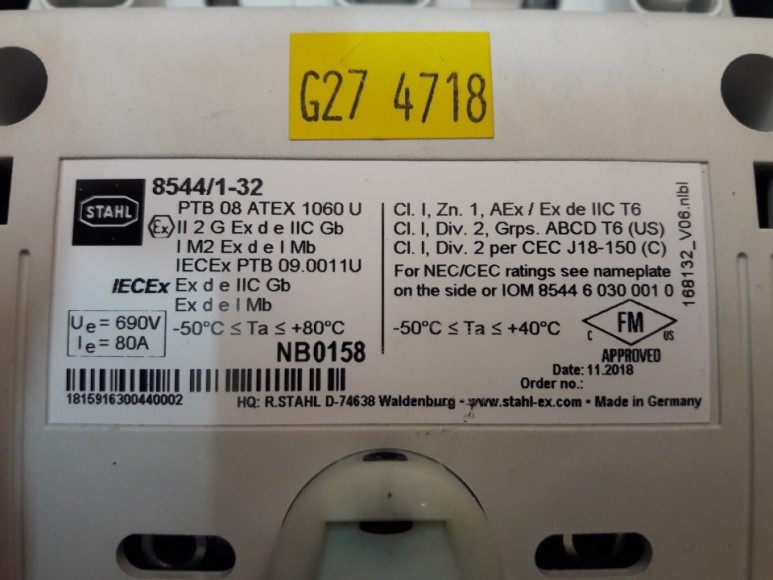 G27 4718
STAHL
8544/1-32
PTB 08 ATEX 1060 U
Ex II 2 G Ex d e IIC Gb
I M2 Ex d e I Mb
IECEx PTB 09.0011U
IECEx Ex d e IIC Gb
Ex d e I Mb
Ue = 690V
Ie = 80A
-50°C ≤ Ta ≤ +80°C
NB0158
1815916300440002
Cl. I, Zn. 1, AEx / Ex de IIC T6
Cl. I, Div. 2, Grps. ABCD T6 (US)
Cl. I, Div. 2 per CEC J18-150 (C)
For NEC/CEC ratings see nameplate
on the side or IOM 8544 6 030 001 0
-50°C ≤ Ta ≤ +40°C
C FM US
APPROVED
Date: 11.2018
Order no.:
HQ: R.STAHL D-74638 Waldenburg • www.stahl-ex.com • Made in Germany
168132_V06.nlbl